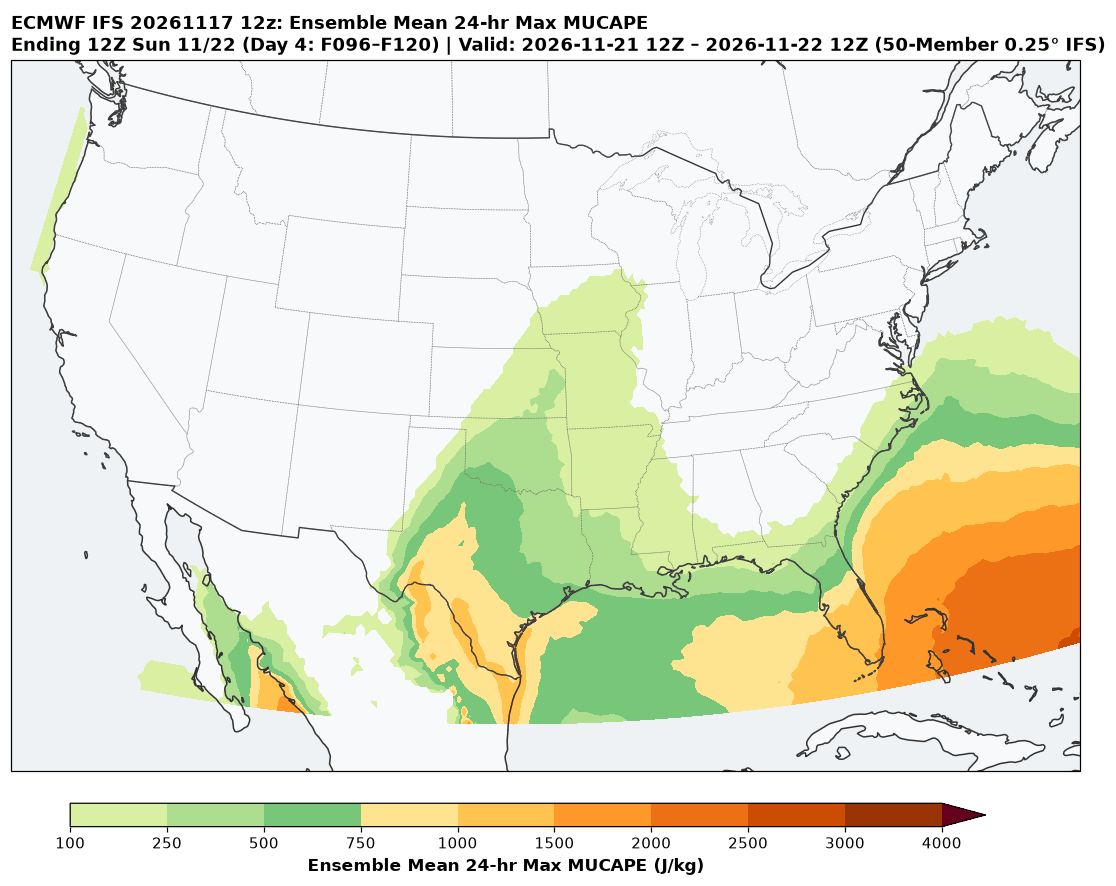 ECMWF IFS 20261117 12z: Ensemble Mean 24-hr Max MUCAPE
Ending 12Z Sun 11/22 (Day 4: F096–F120) | Valid: 2026-11-21 12Z – 2026-11-22 12Z (50-Member 0.25° IFS)
100 250 500 750 1000 1500 2000 2500 3000 4000
Ensemble Mean 24-hr Max MUCAPE (J/kg)